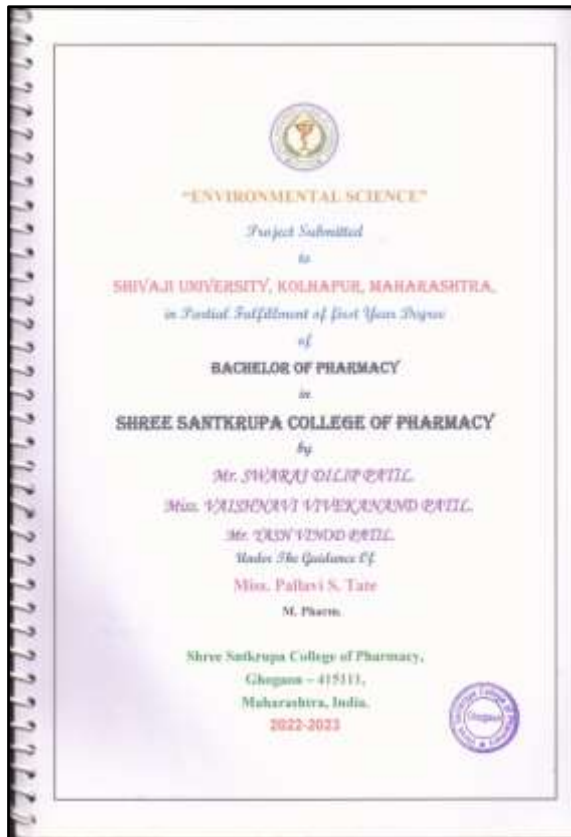 "ENVIRONMENTAL SCIENCE"
Project Submitted
to
SHIVAJI UNIVERSITY, KOLHAPUR, MAHARASHTRA,
in Partial Fulfillment of first Year Degree
of
BACHELOR OF PHARMACY
in
SHREE SANTKRUPA COLLEGE OF PHARMACY
by
Mr. SWARAJ DILIP PATIL.
Miss. VAISHNAVI VIVEKANAND PATIL.
Mr. YASH VINOD PATIL.
Under The Guidance Of
Miss. Pallavi S. Tare
M. Pharm.
Shree Satkrupa College of Pharmacy,
Ghogaon – 415111,
Maharashtra, India.
2022-2023
Ghogaon